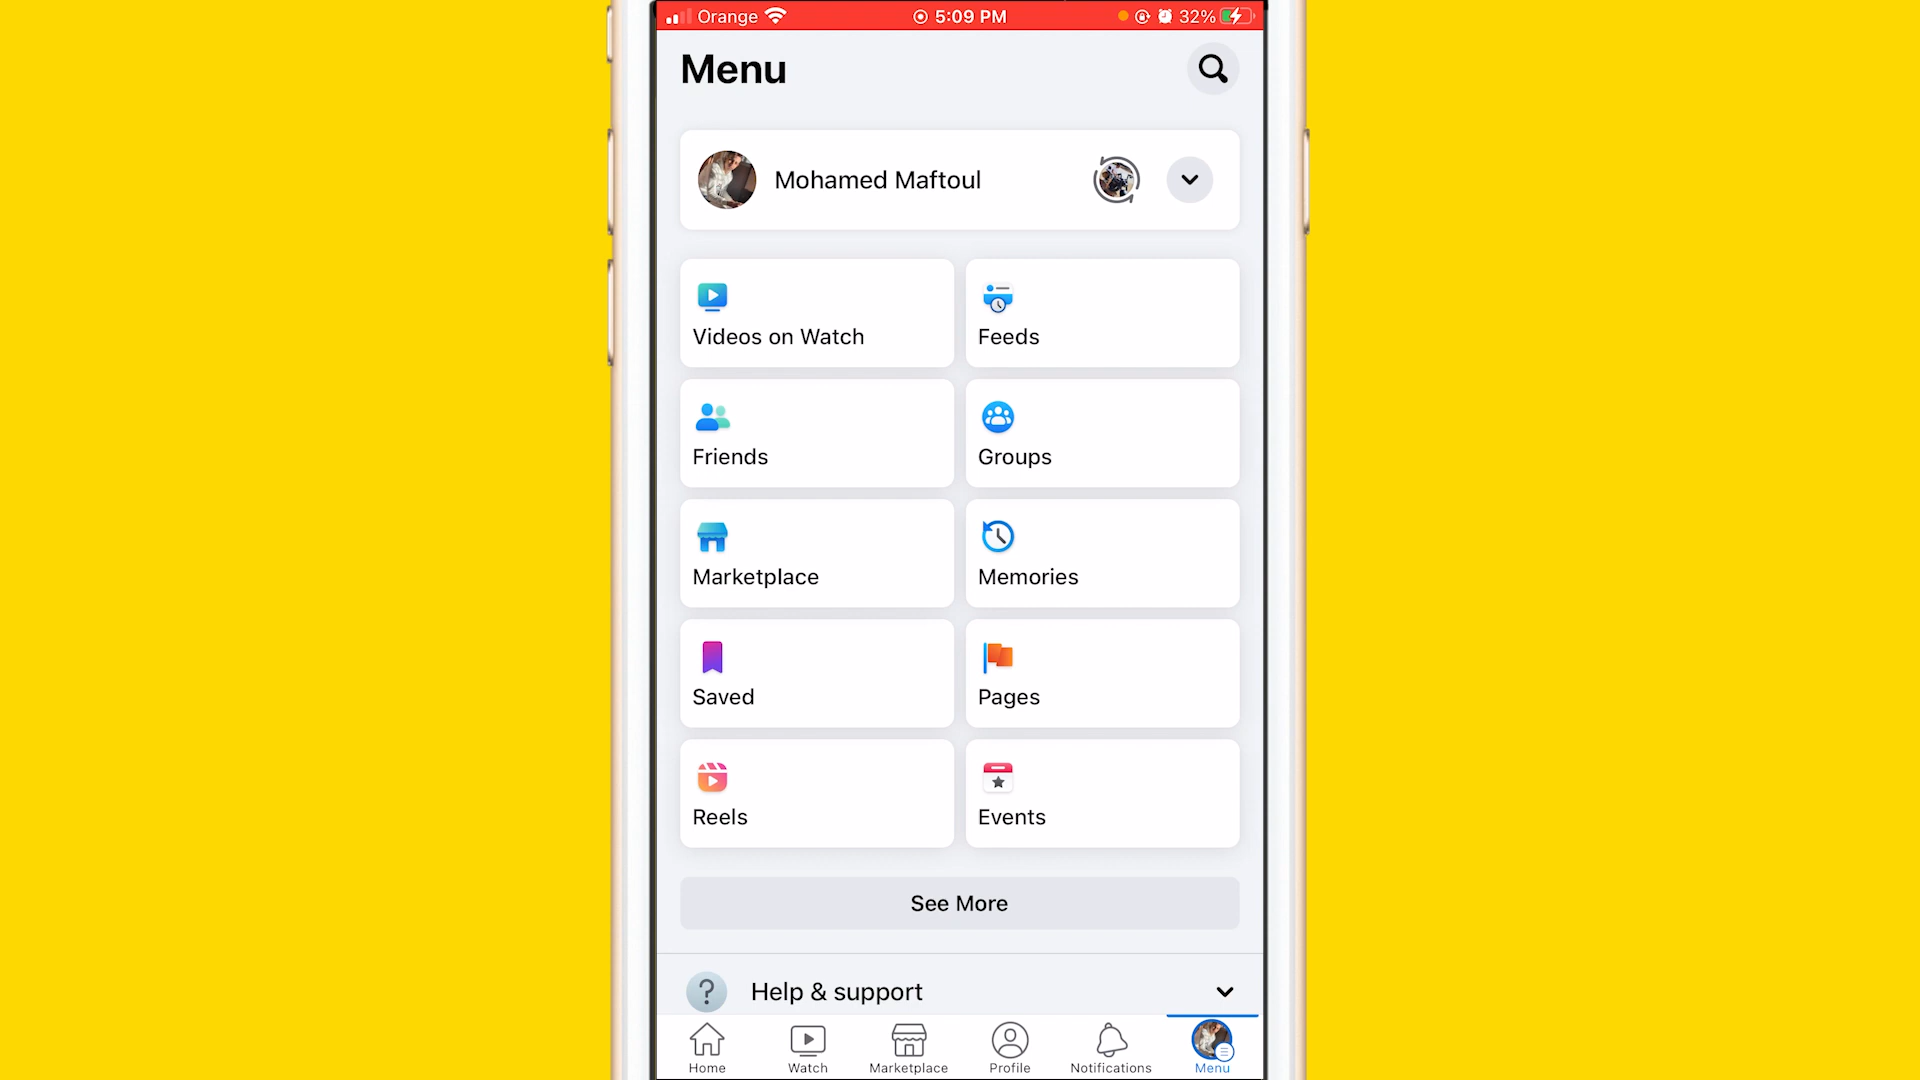 Orange 5:09 PM 32%
Menu
Mohamed Maftoul
Videos on Watch
Feeds
Friends
Groups
Marketplace
Memories
Saved
Pages
Reels
Events
See More
? Help & support
Home Watch Marketplace Profile Notifications Menu